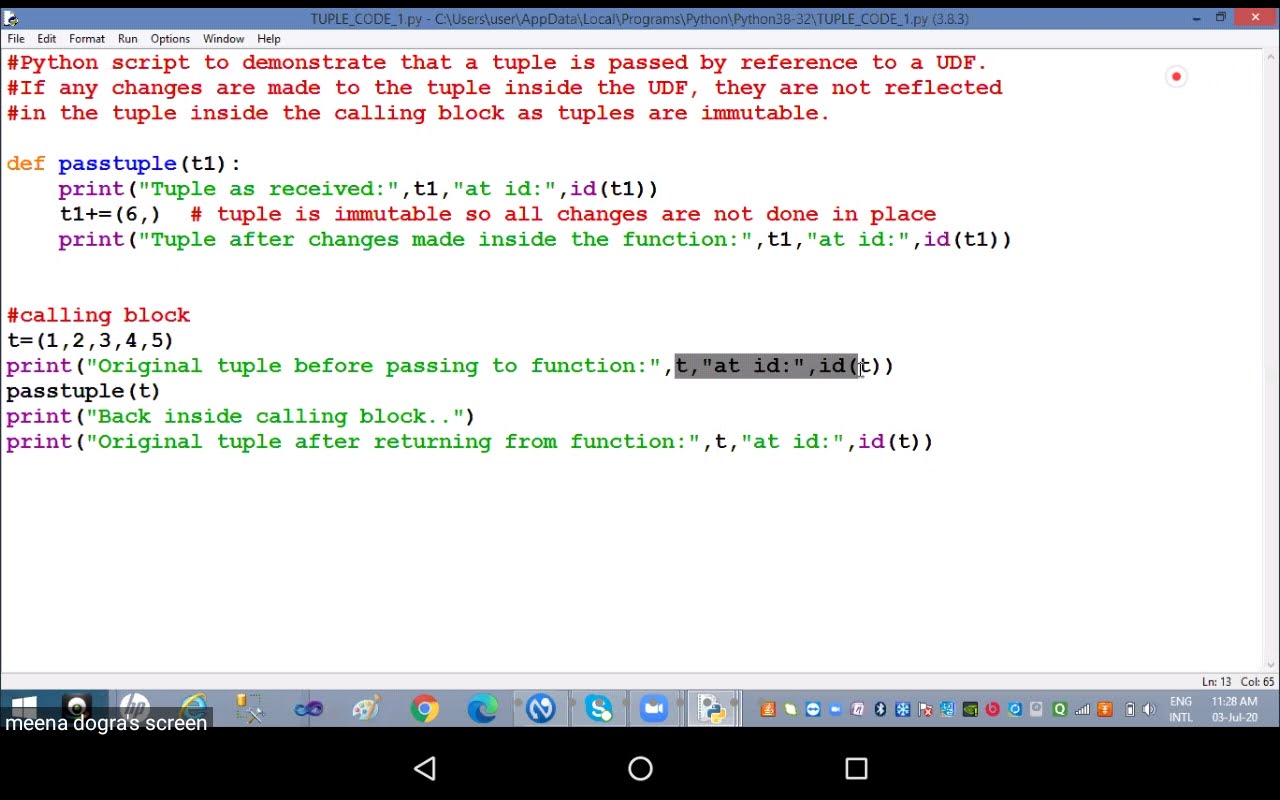 TUPLE_CODE_1.py - C:\Users\user\AppData\Local\Programs\Python\Python38-32\TUPLE_CODE_1.py (3.8.3)
File Edit Format Run Options Window Help
#Python script to demonstrate that a tuple is passed by reference to a UDF.
#If any changes are made to the tuple inside the UDF, they are not reflected
#in the tuple inside the calling block as tuples are immutable.
def passtuple(t1):
    print("Tuple as received:",t1,"at id:",id(t1))
    t1+=(6,)  # tuple is immutable so all changes are not done in place
    print("Tuple after changes made inside the function:",t1,"at id:",id(t1))
#calling block
t=(1,2,3,4,5)
print("Original tuple before passing to function:",t,"at id:",id(t))
passtuple(t)
print("Back inside calling block..")
print("Original tuple after returning from function:",t,"at id:",id(t))
Ln: 13 Col: 65
ENG 11:28 AM
INTL 03-Jul-20
meena dogra's screen